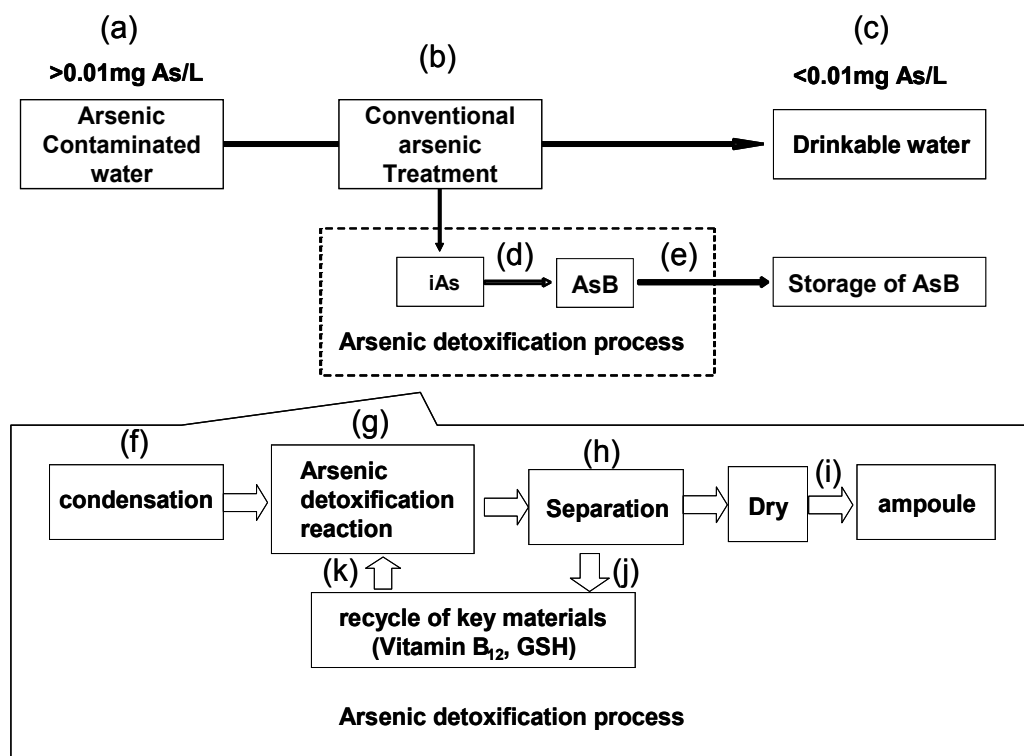 (a)
(b)
(c)
>0.01mg As/L
<0.01mg As/L
Arsenic
Contaminated
water
Conventional
arsenic
Treatment
Drinkable water
(d)
(e)
iAs
AsB
Storage of AsB
Arsenic detoxification process
(f)
(g)
(h)
(i)
condensation
Arsenic
detoxification
reaction
Separation
Dry
ampoule
(k)
(j)
recycle of key materials
(Vitamin B12, GSH)
Arsenic detoxification process